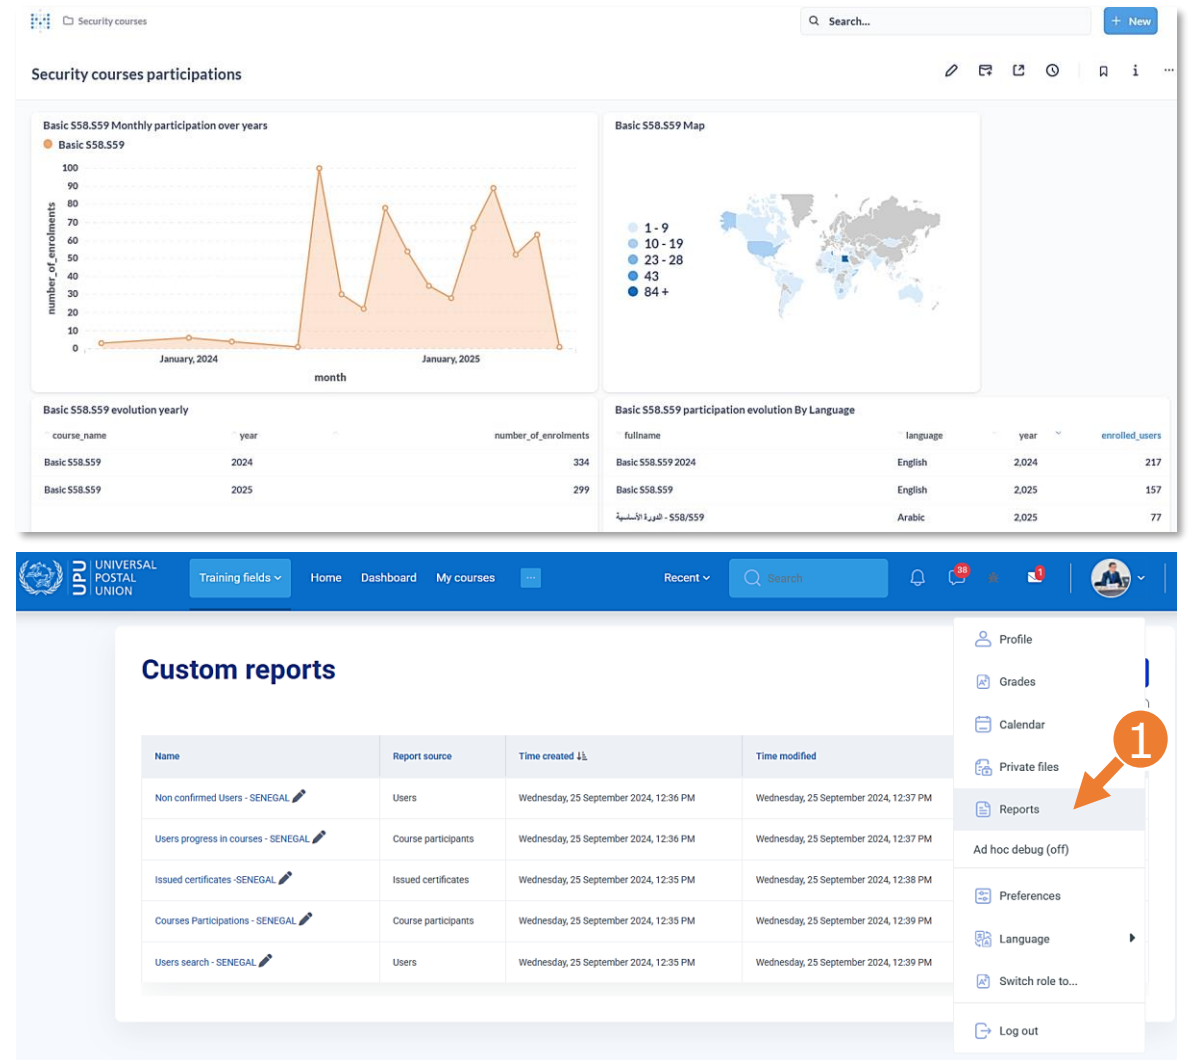 Security courses
Search...
+ New
Security courses participations
Basic S58.S59 Monthly participation over years
Basic S58.S59
100
90
80
70
60
50
40
30
20
10
0
number_of_enrolments
January, 2024
January, 2025
month
Basic S58.S59 Map
1 - 9
10 - 19
23 - 28
43
84 +
Basic S58.S59 evolution yearly
course_name year number_of_enrolments
Basic S58.S59 2024 334
Basic S58.S59 2025 299
Basic S58.S59 participation evolution By Language
fullname language year enrolled_users
Basic S58.S59 2024 English 2,024 217
Basic S58.S59 English 2,025 157
S58/S59 - الدورة الأساسية Arabic 2,025 77
UPU UNIVERSAL
POSTAL
UNION
Training fields Home Dashboard My courses ... Recent Search 38 1
Custom reports
Name Report source Time created Time modified
Non confirmed Users - SENEGAL Users Wednesday, 25 September 2024, 12:36 PM Wednesday, 25 September 2024, 12:37 PM
Users progress in courses - SENEGAL Course participants Wednesday, 25 September 2024, 12:36 PM Wednesday, 25 September 2024, 12:37 PM
Issued certificates -SENEGAL Issued certificates Wednesday, 25 September 2024, 12:35 PM Wednesday, 25 September 2024, 12:38 PM
Courses Participations - SENEGAL Course participants Wednesday, 25 September 2024, 12:35 PM Wednesday, 25 September 2024, 12:39 PM
Users search - SENEGAL Users Wednesday, 25 September 2024, 12:35 PM Wednesday, 25 September 2024, 12:39 PM
Profile
Grades
Calendar
Private files
Reports
Ad hoc debug (off)
Preferences
Language
Switch role to...
Log out
1